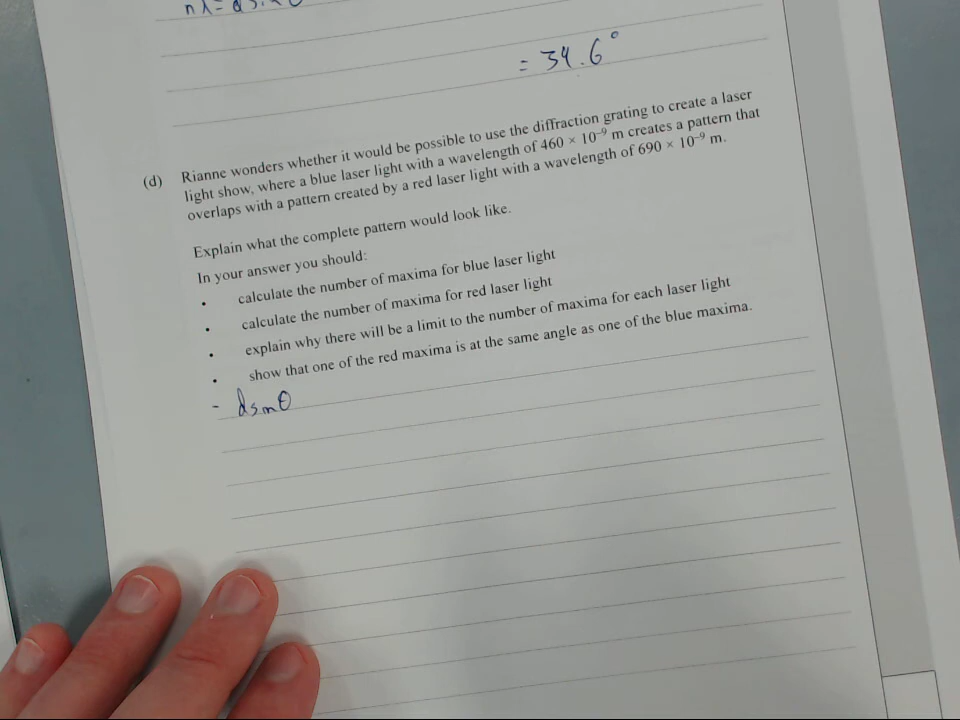 nλ = dsin θ
= 34.6°
(d) Rianne wonders whether it would be possible to use the diffraction grating to create a laser
light show, where a blue laser light with a wavelength of 460 × 10⁻⁹ m creates a pattern that
overlaps with a pattern created by a red laser light with a wavelength of 690 × 10⁻⁹ m.
Explain what the complete pattern would look like.
In your answer you should:
• calculate the number of maxima for blue laser light
• calculate the number of maxima for red laser light
• explain why there will be a limit to the number of maxima for each laser light
• show that one of the red maxima is at the same angle as one of the blue maxima.
- dsinθ